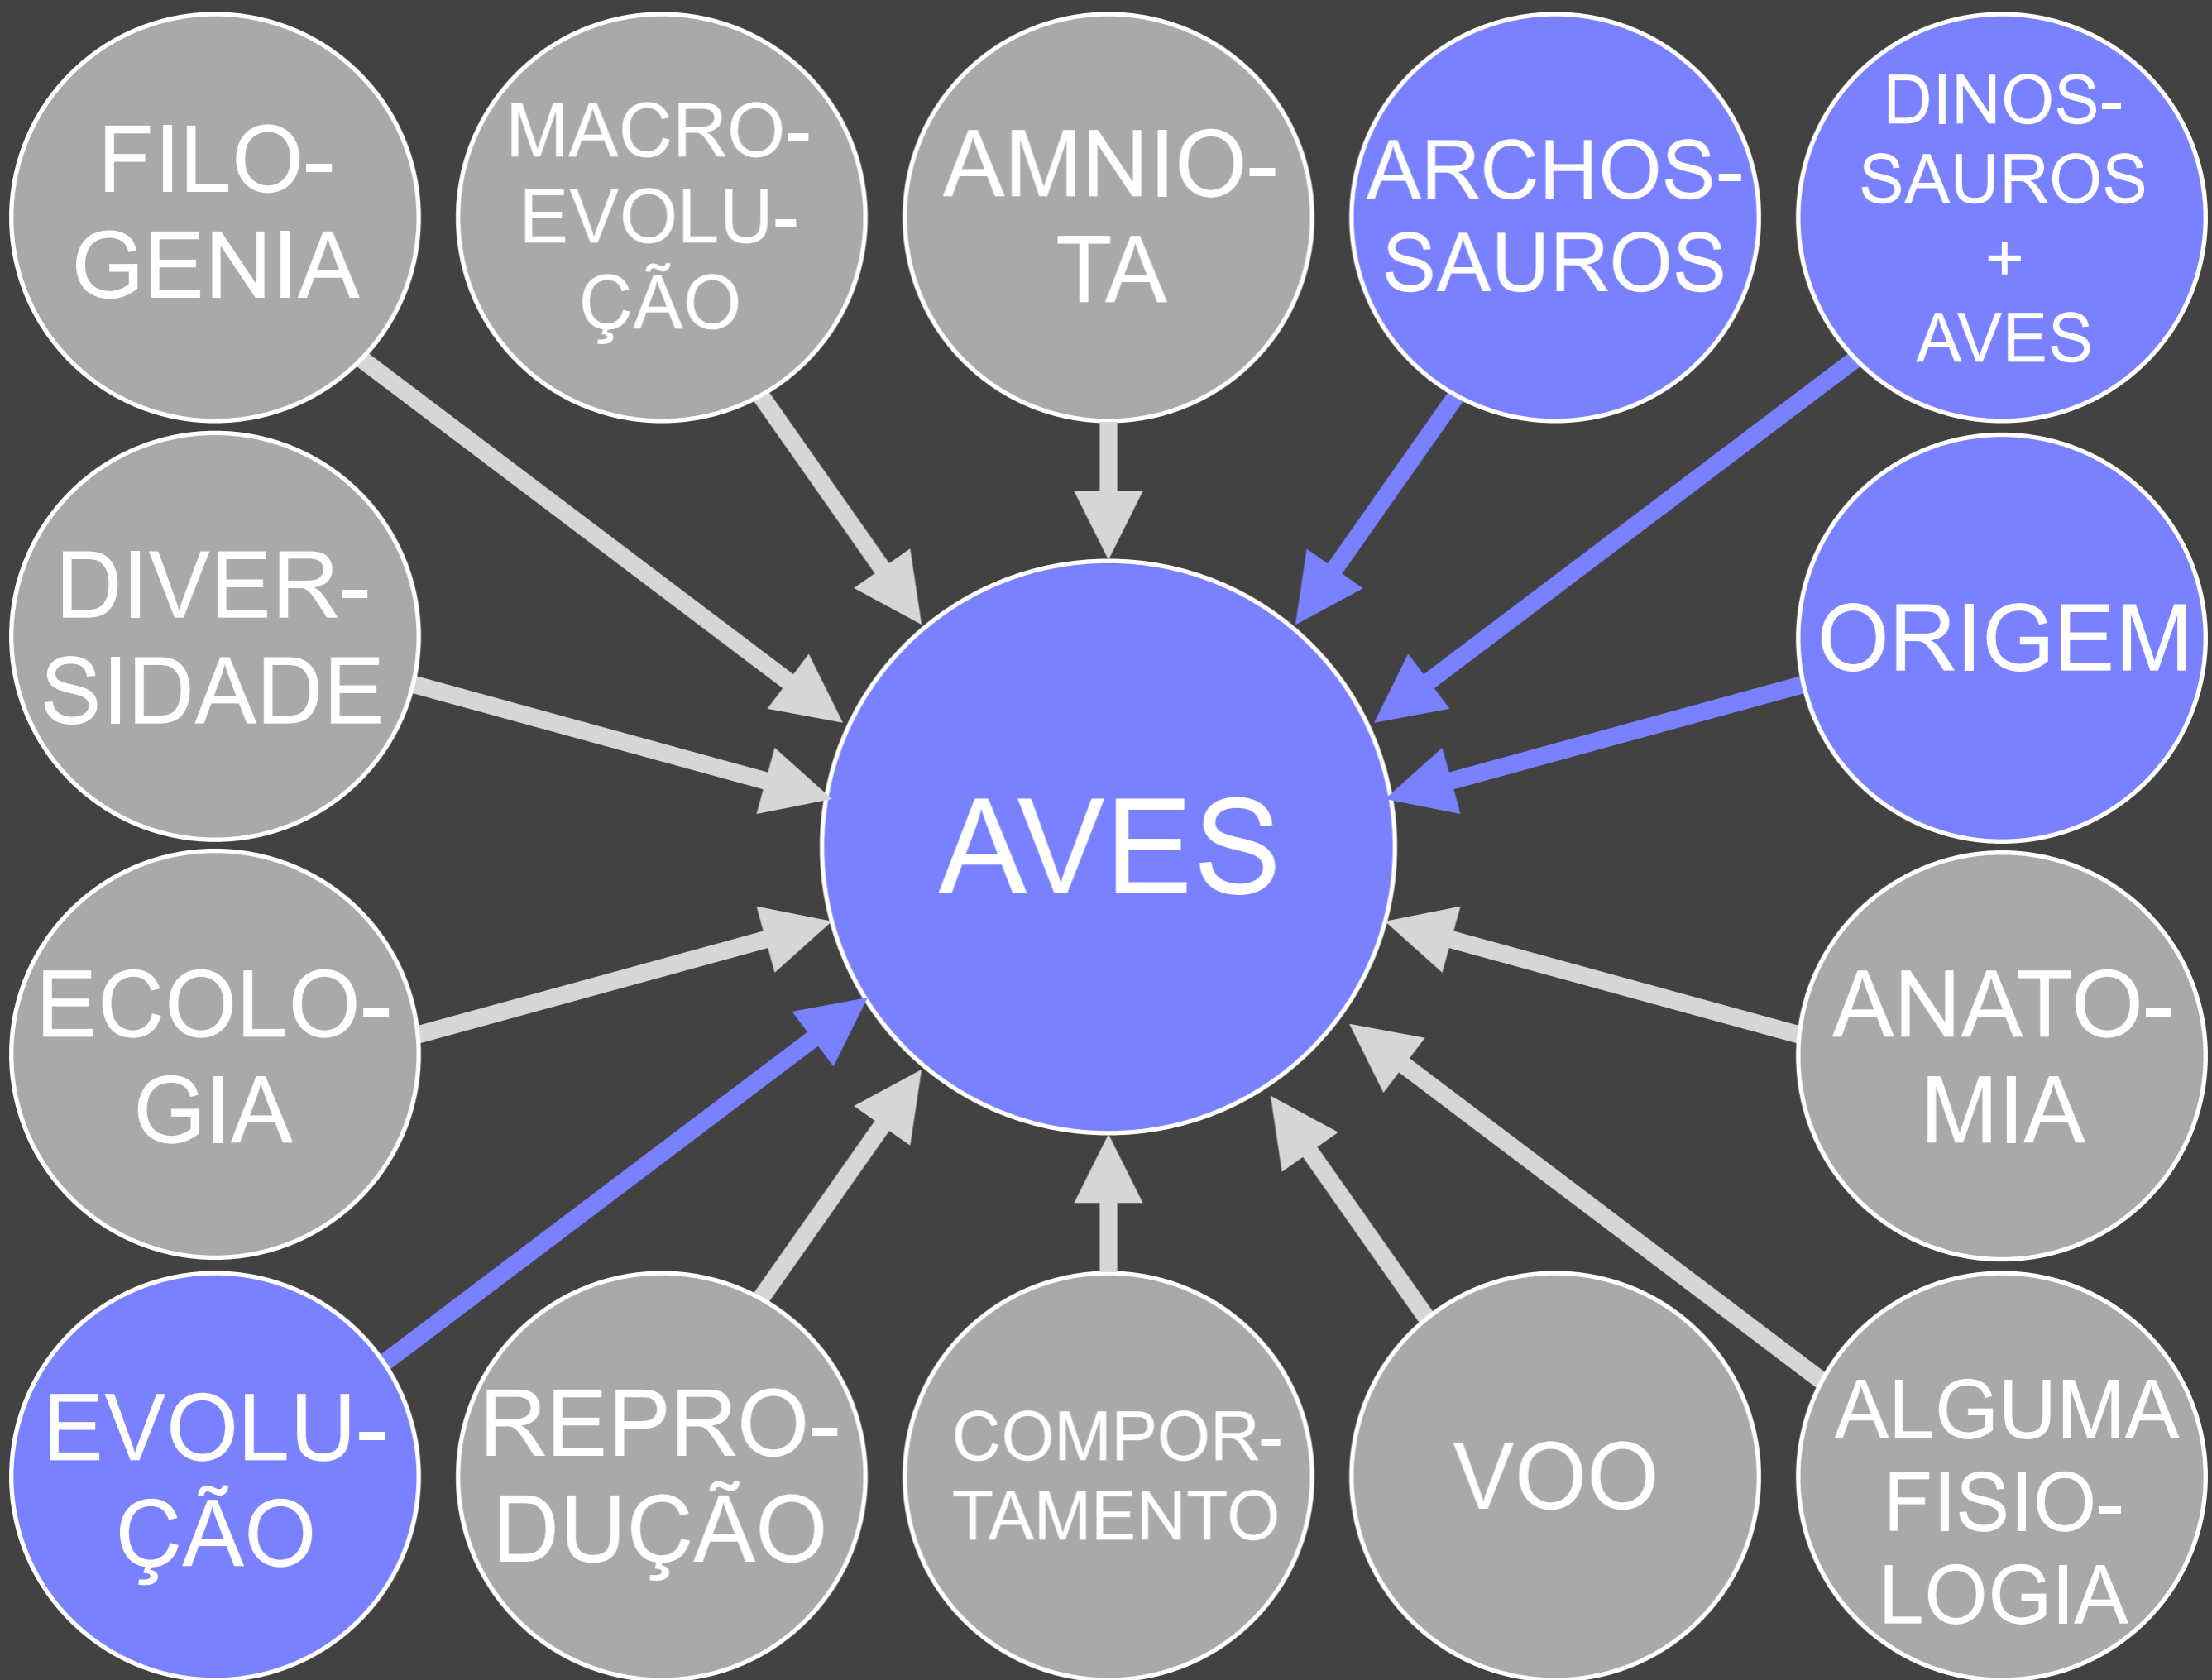 FILO-
GENIA
MACRO-
EVOLU-
ÇÃO
AMNIO-
TA
ARCHOS-
SAUROS
DINOS-
SAUROS
+
AVES
DIVER-
SIDADE
ORIGEM
AVES
ECOLO-
GIA
ANATO-
MIA
EVOLU-
ÇÃO
REPRO-
DUÇÃO
COMPOR-
TAMENTO
VOO
ALGUMA
FISIO-
LOGIA